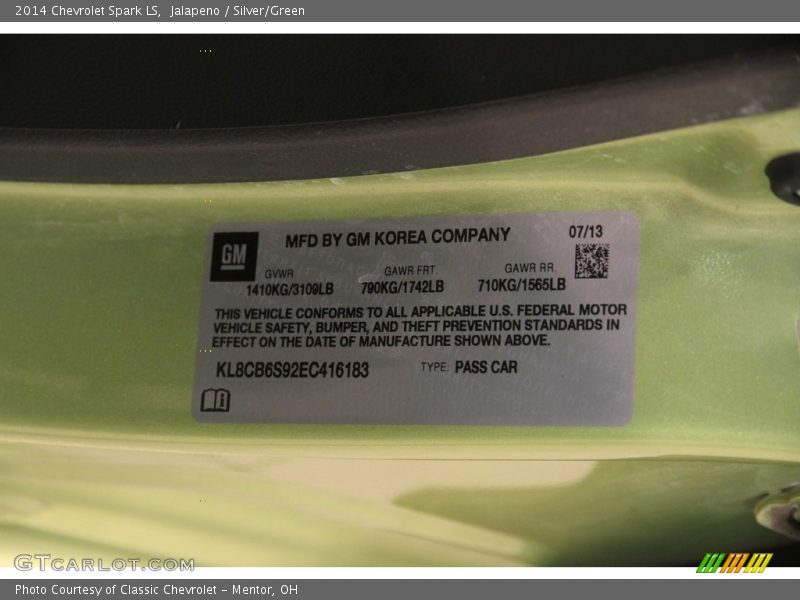 2014 Chevrolet Spark LS,  Jalapeno / Silver/Green
GM
MFD BY GM KOREA COMPANY
07/13
GVWR
GAWR FRT.
GAWR RR.
1410KG/3109LB
790KG/1742LB
710KG/1565LB
THIS VEHICLE CONFORMS TO ALL APPLICABLE U.S. FEDERAL MOTOR
VEHICLE SAFETY, BUMPER, AND THEFT PREVENTION STANDARDS IN
EFFECT ON THE DATE OF MANUFACTURE SHOWN ABOVE.
KL8CB6S92EC416183
TYPE: PASS CAR
GTCarLot.com
Photo Courtesy of Classic Chevrolet - Mentor, OH